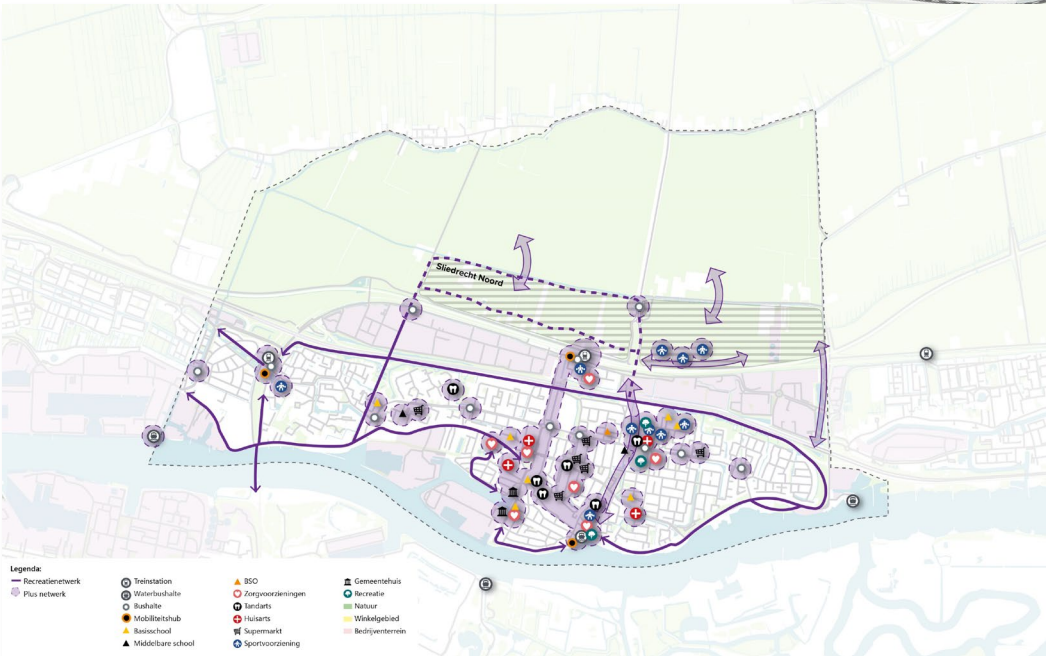 Sliedrecht Noord
Legenda:
Recreatienetwerk
Plus netwerk
Treinstation
Waterbushalte
Bushalte
Mobiliteitshub
Basisschool
Middelbare school
BSO
Zorgvoorzieningen
Tandarts
Huisarts
Supermarkt
Sportvoorziening
Gemeentehuis
Recreatie
Natuur
Winkelgebied
Bedrijventerrein